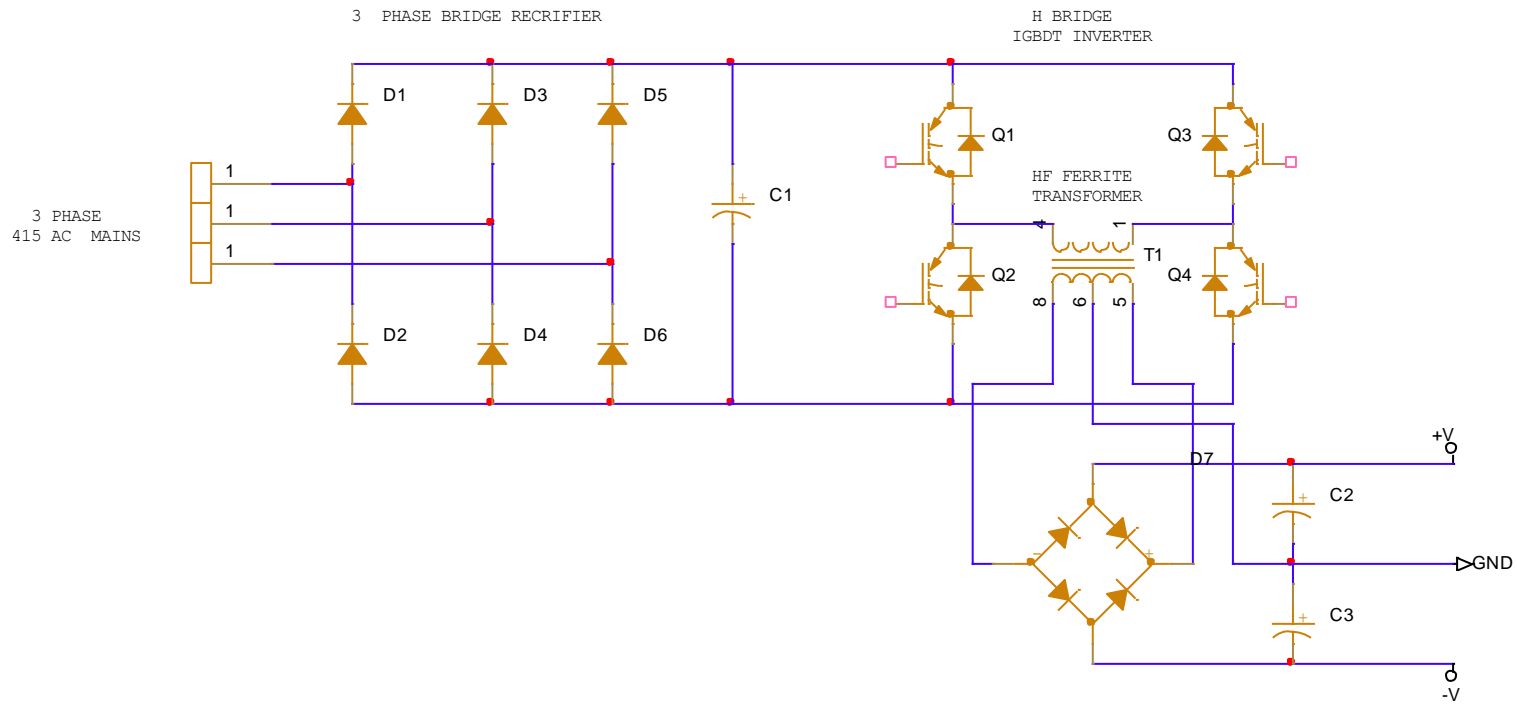 3  PHASE BRIDGE RECRIFIER
H BRIDGE
IGBDT INVERTER
D1
D3
D5
Q1
Q3
1
1
1
3 PHASE
415 AC  MAINS
C1
HF FERRITE
TRANSFORMER
4
1
T1
Q2
Q4
8
6
5
D2
D4
D6
+V
D7
+
C2
-
+
GND
+
C3
-V